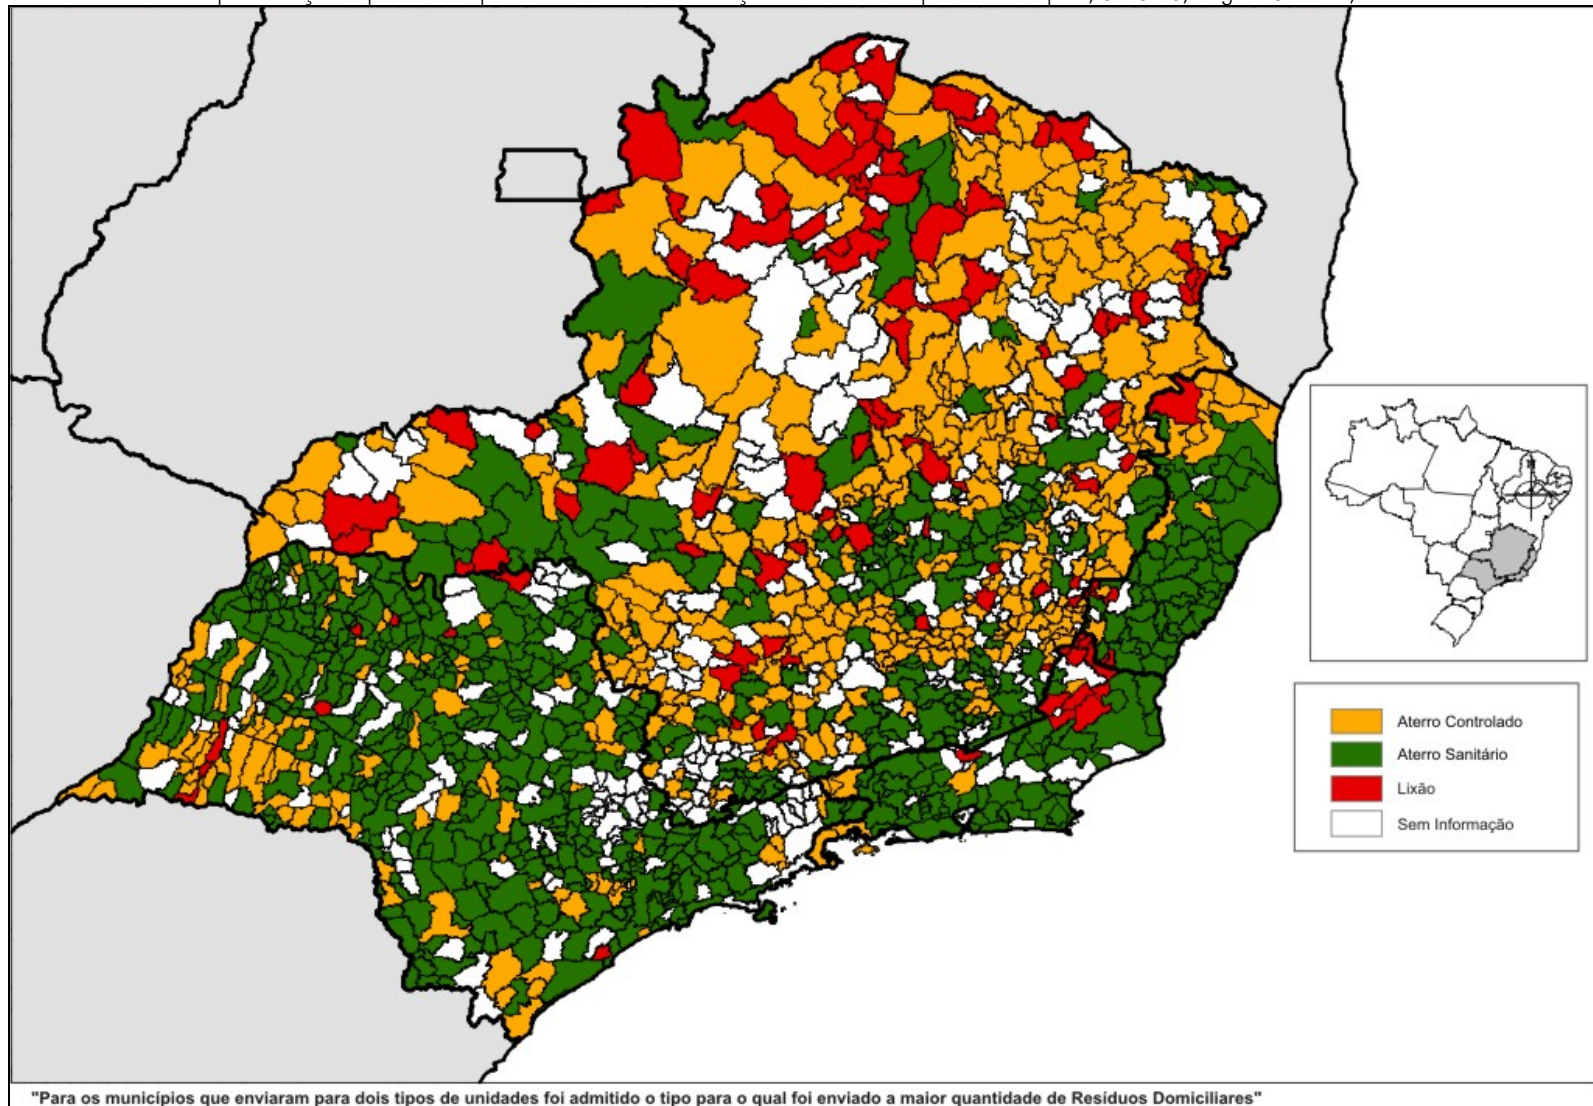 Aterro Controlado
Aterro Sanitário
Lixão
Sem Informação
"Para os municípios que enviaram para dois tipos de unidades foi admitido o tipo para o qual foi enviado a maior quantidade de Resíduos Domiciliares"